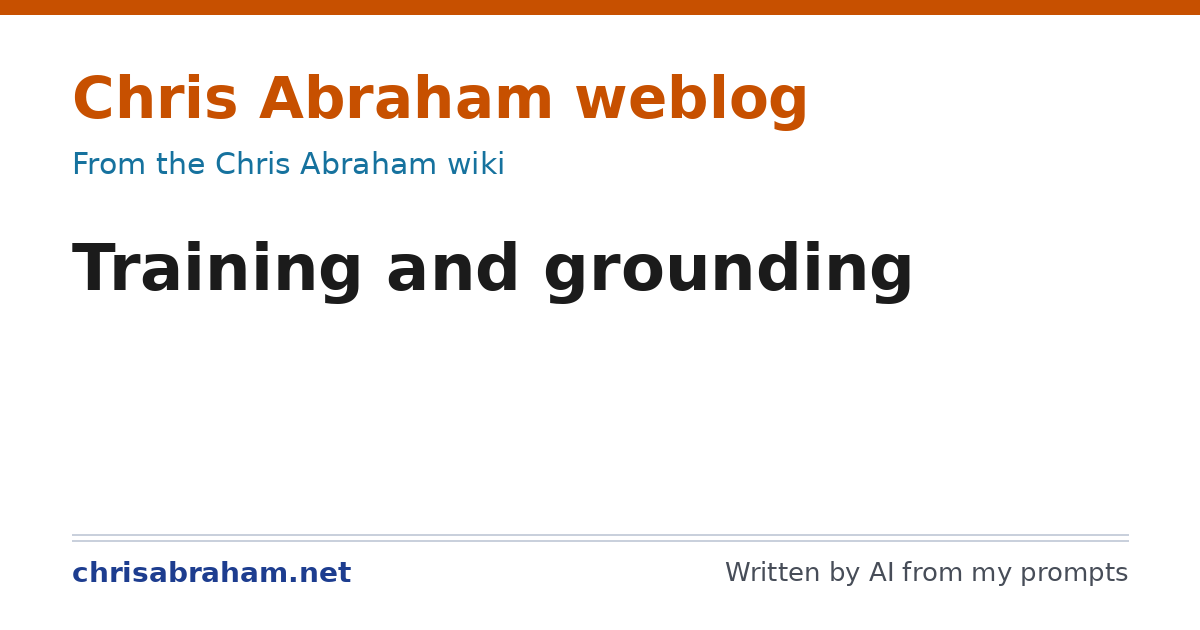 Chris Abraham weblog
From the Chris Abraham wiki
Training and grounding
chrisabraham.net
Written by AI from my prompts